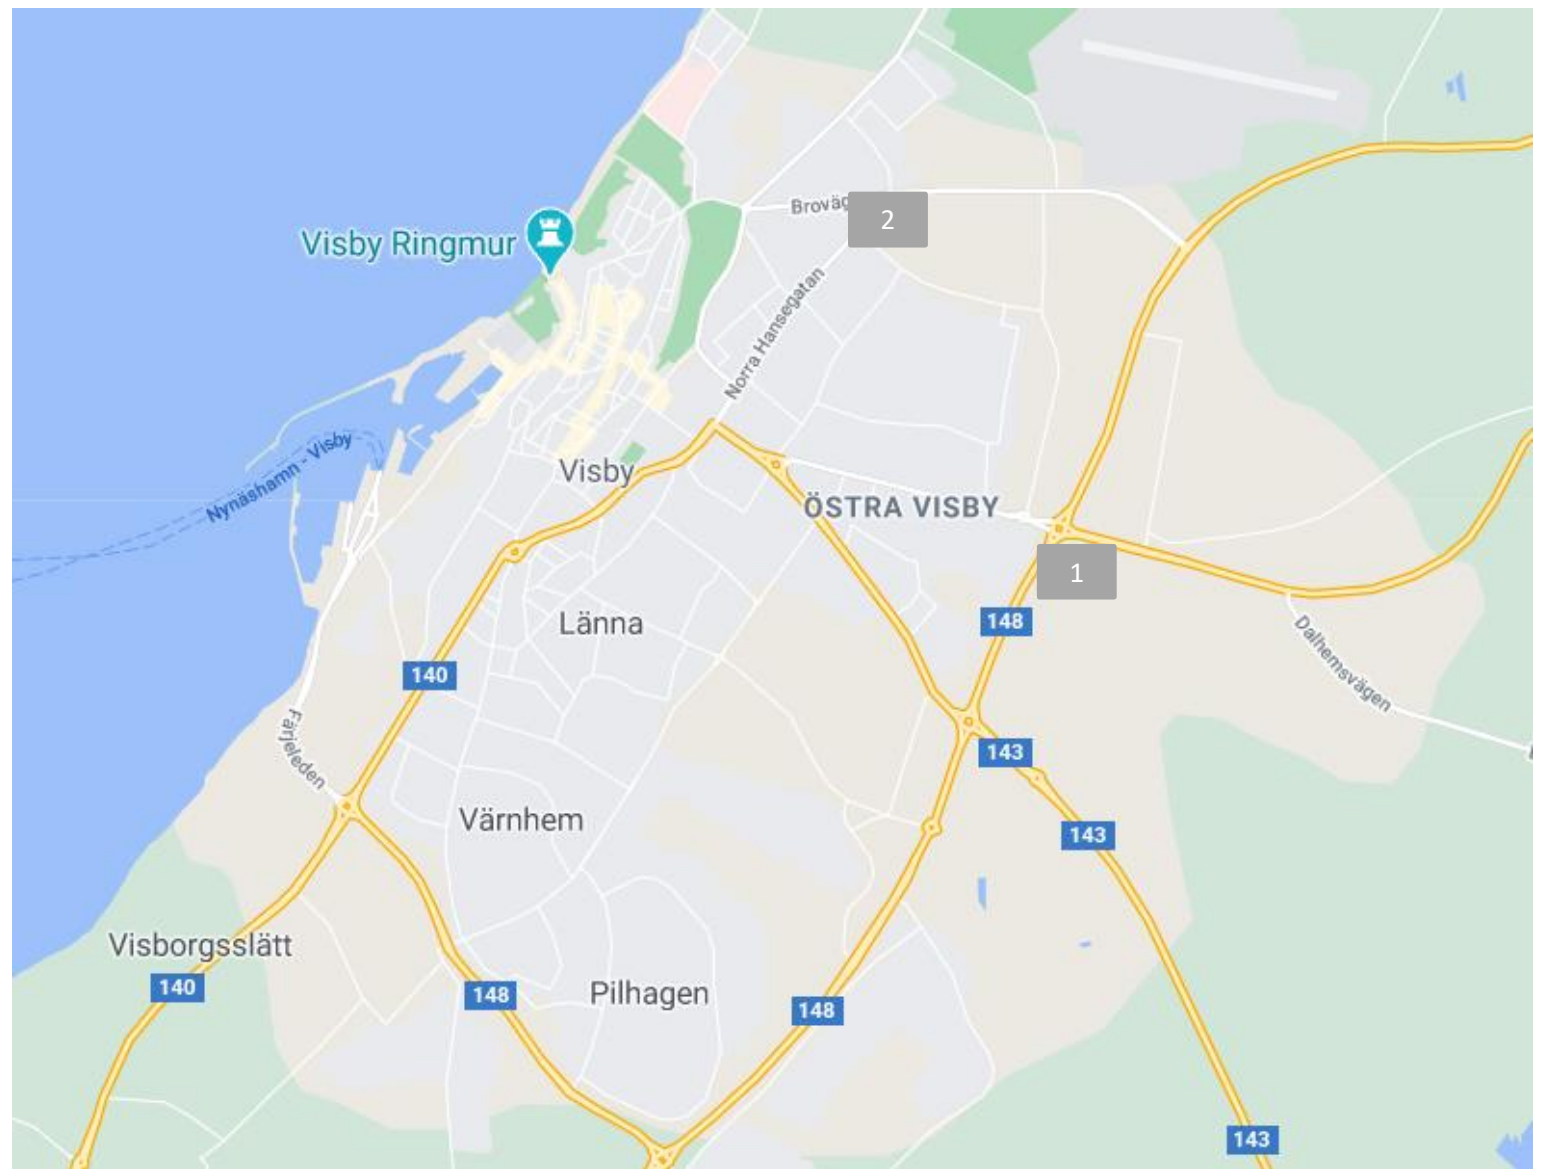 Broväg
2
Visby Ringmur
Norra Hansegatan
Nynäshamn - Visby
Visby
ÖSTRA VISBY
1
148
Länna
Dalhemsvägen
140
Färjeleden
143
Värnhem
143
Visborgsslätt
140
148
Pilhagen
148
143